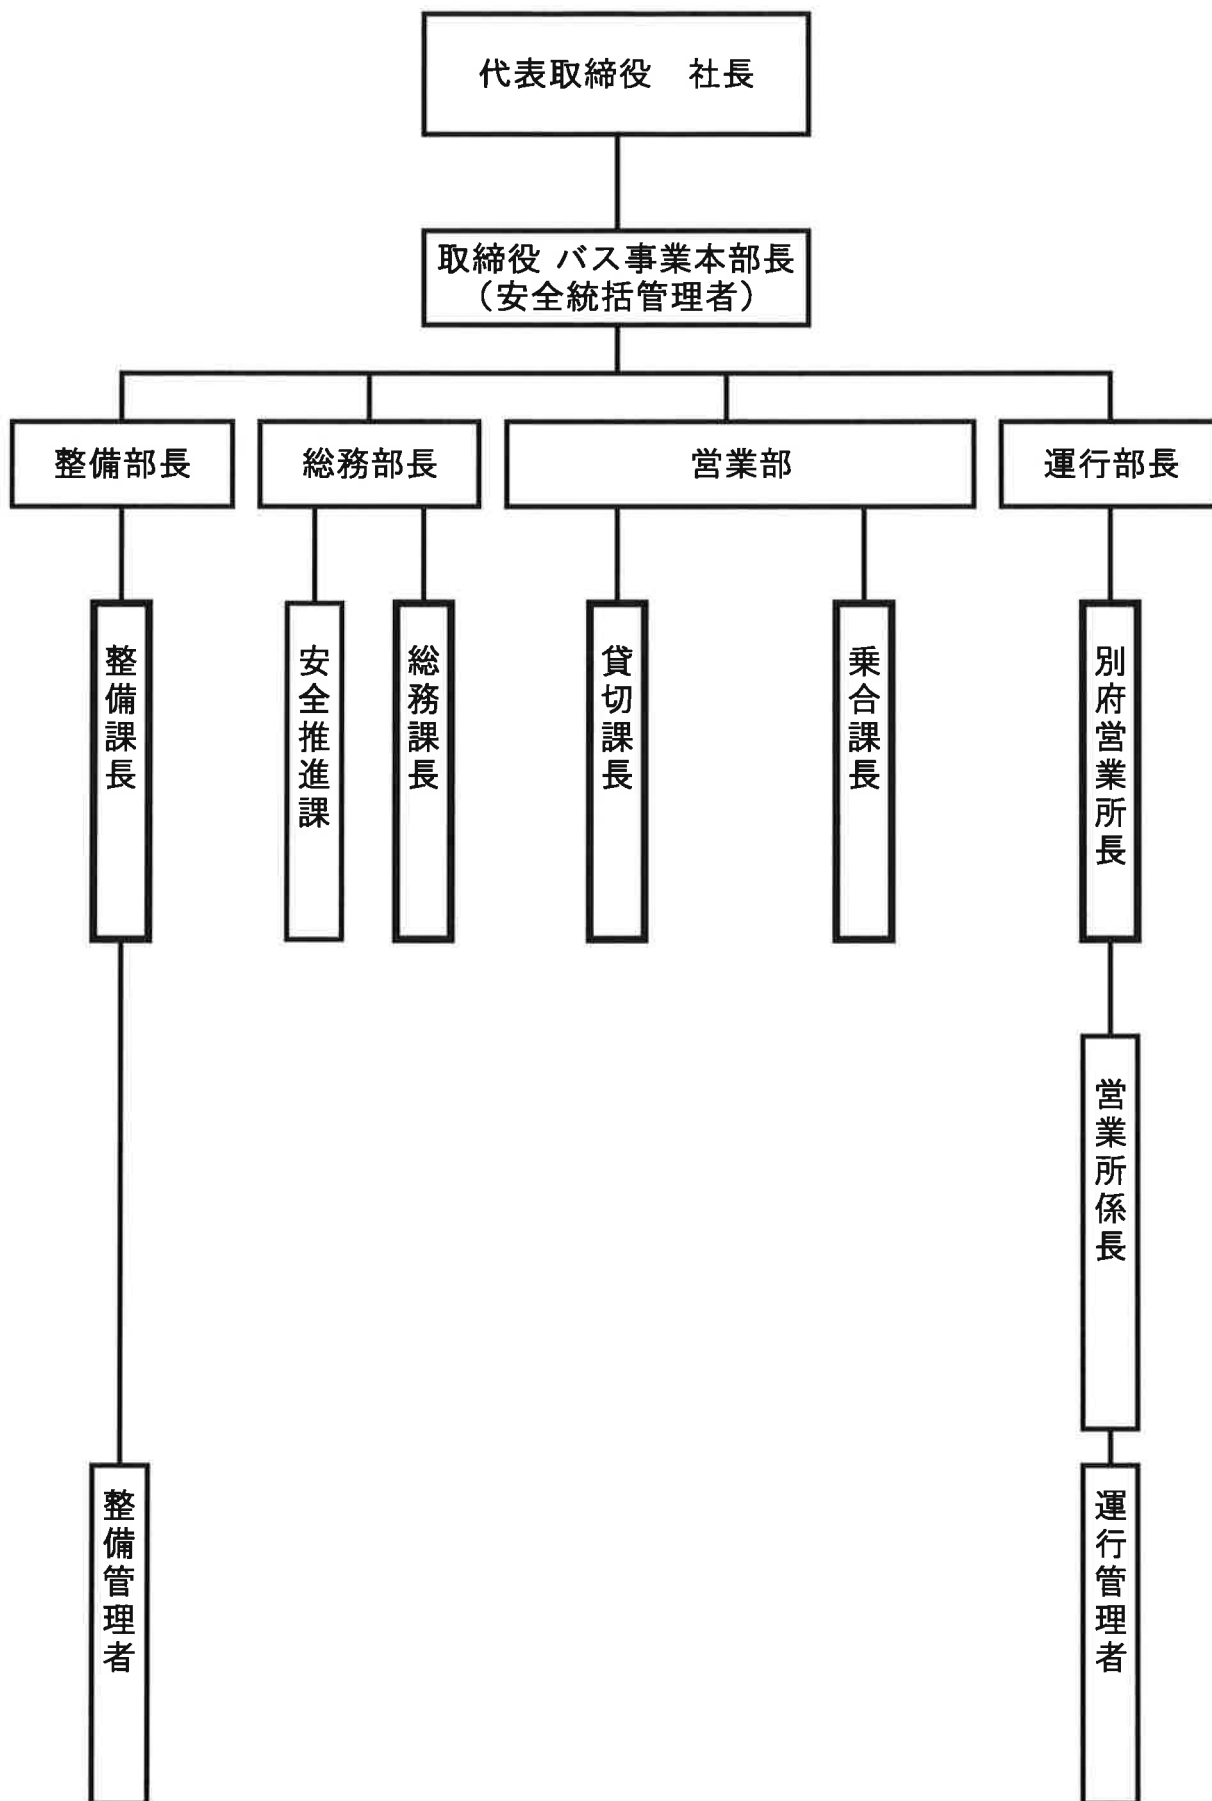 代表取締役　社長
取締役 バス事業本部長
（安全統括管理者）
整備部長
総務部長
営業部
運行部長
整備課長
安全推進課
総務課長
貸切課長
乗合課長
別府営業所長
営業所係長
整備管理者
運行管理者